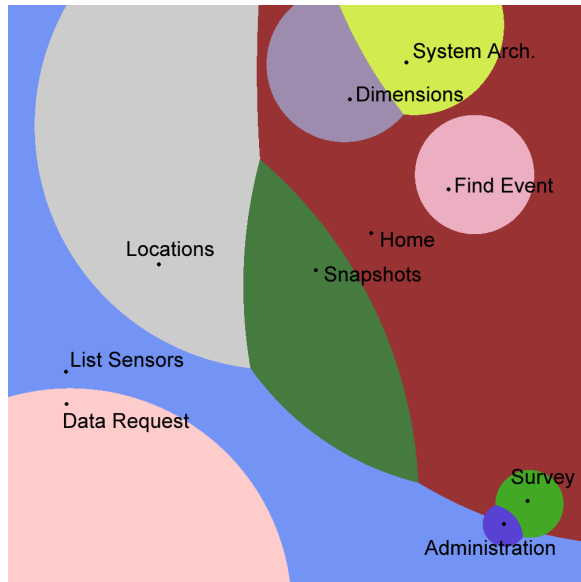 System Arch.
Dimensions
Find Event
Home
Locations
Snapshots
List Sensors
Data Request
Survey
Administration